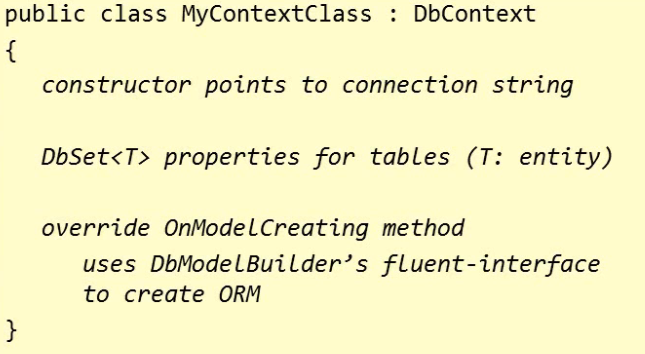 public class MyContextClass : DbContext
{
constructor points to connection string
DbSet<T> properties for tables (T: entity)
override OnModelCreating method
uses DbModelBuilder’s fluent-interface
to create ORM
}